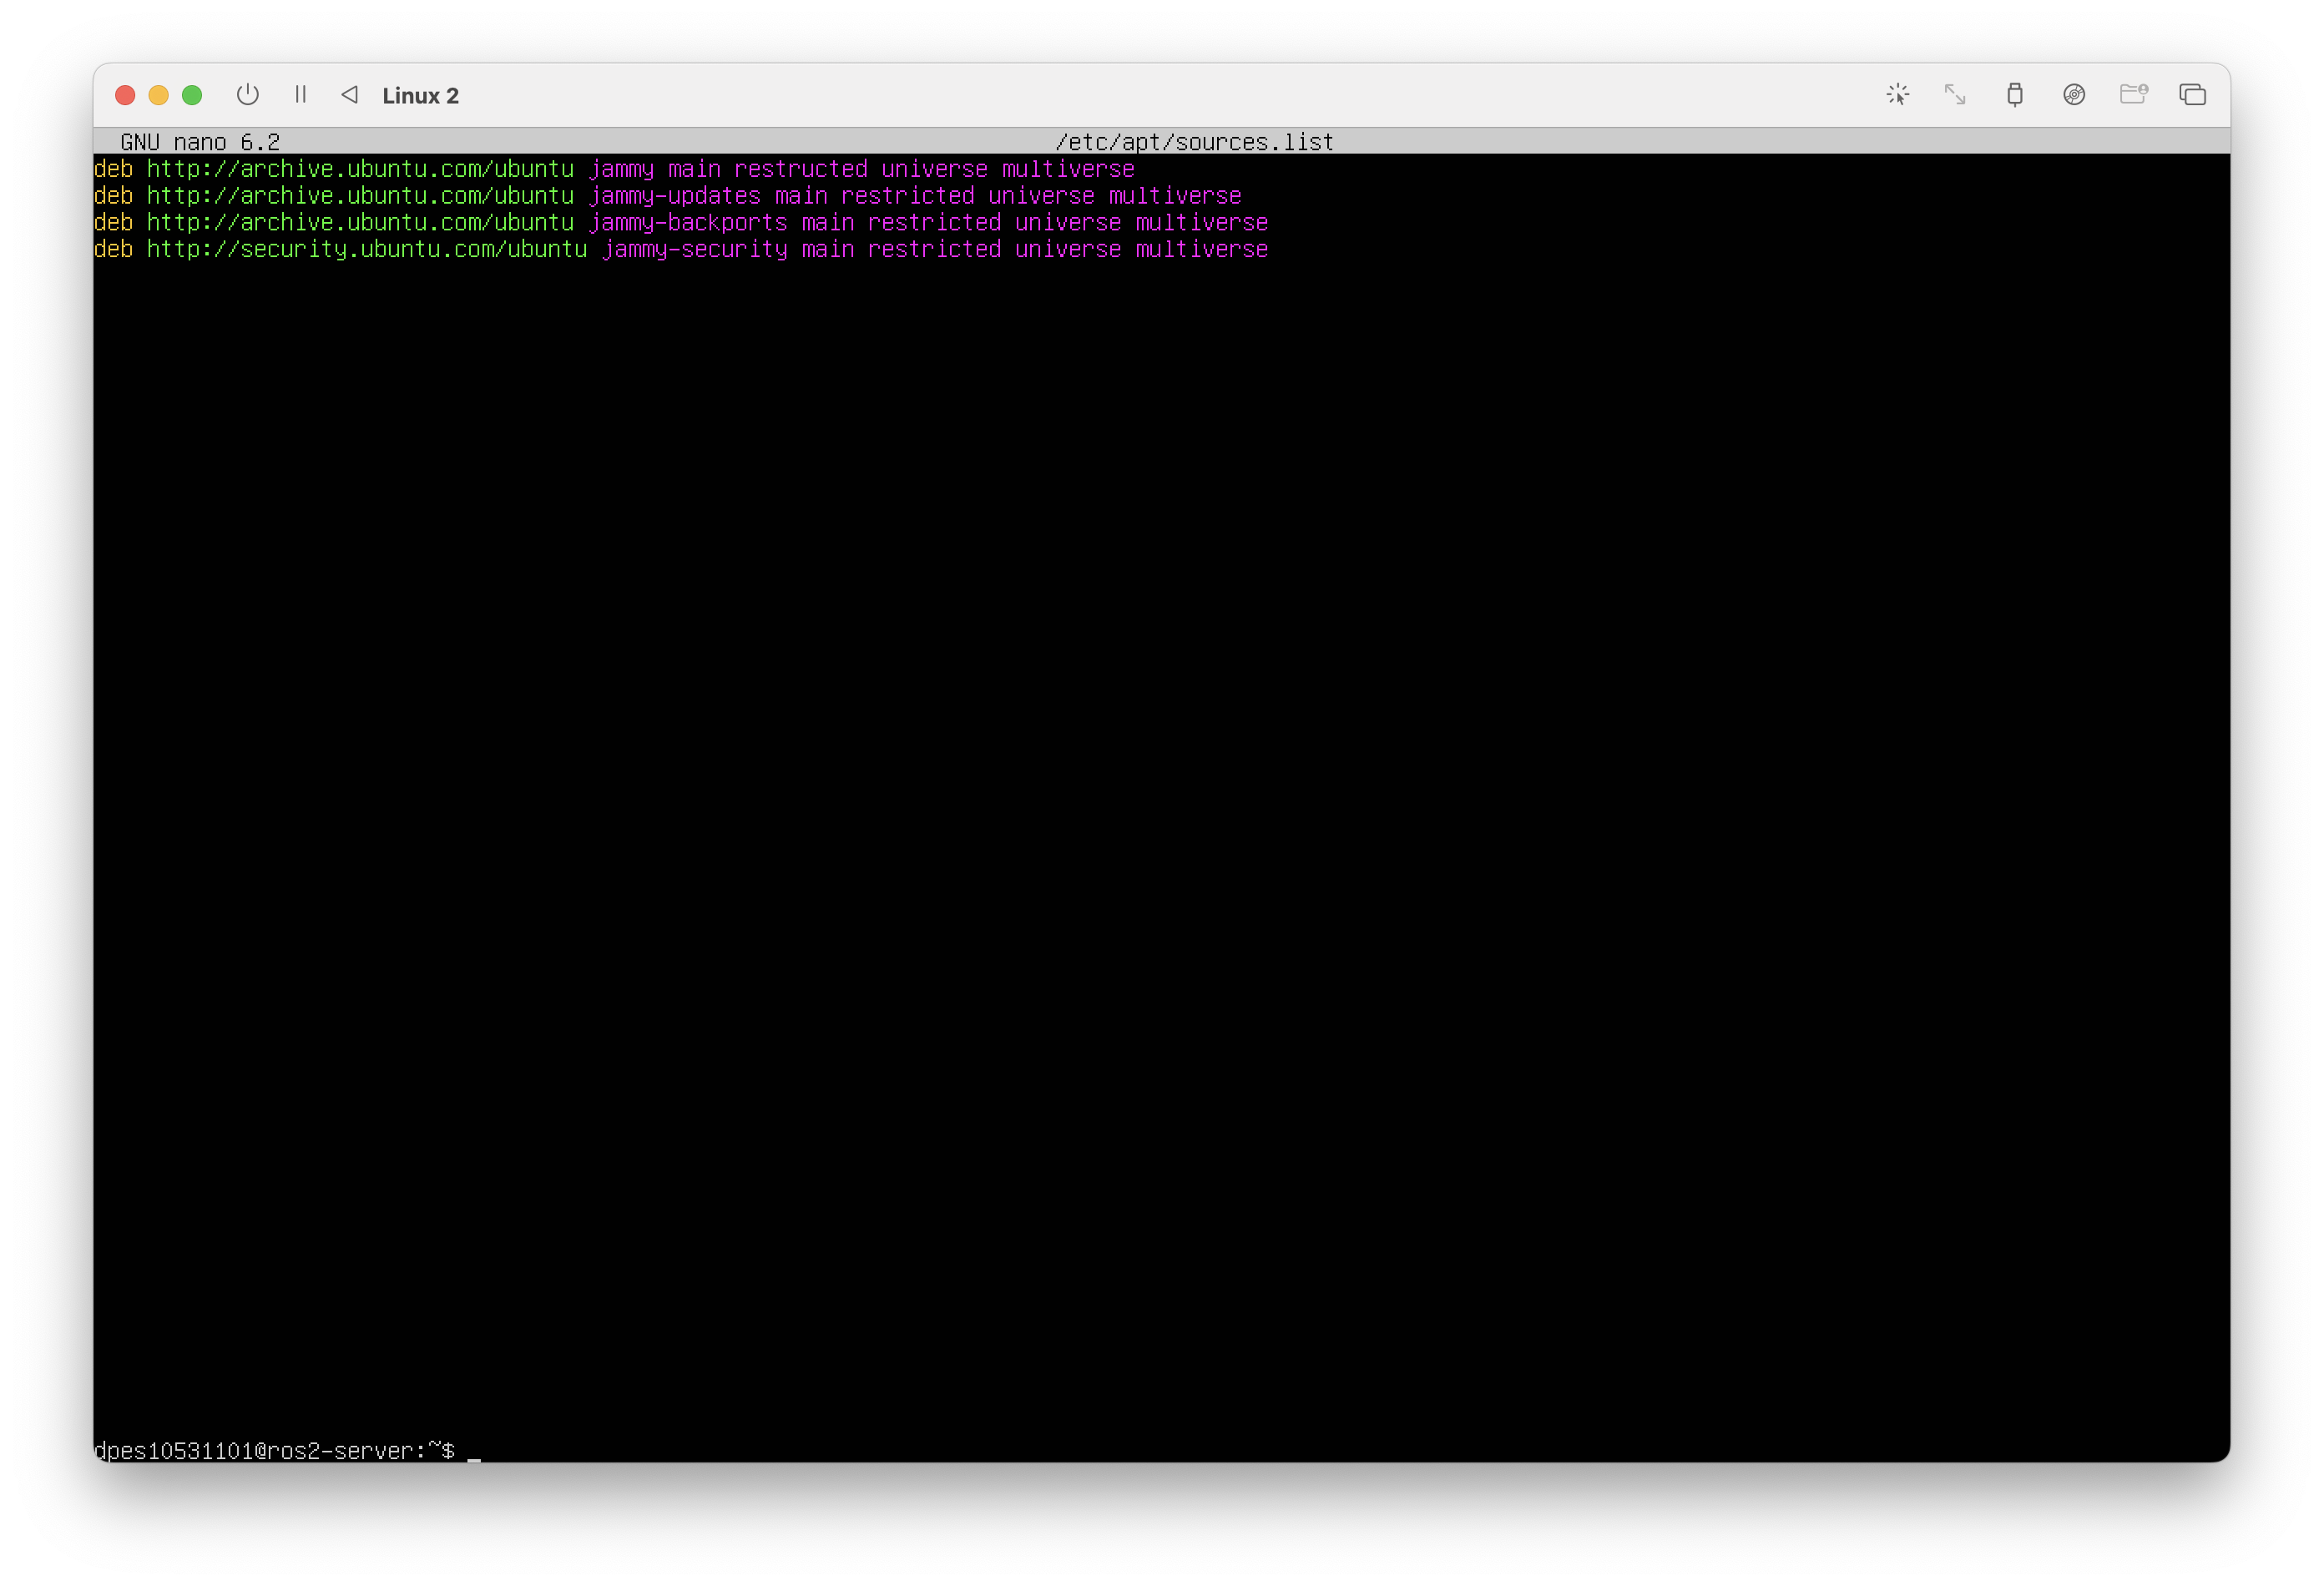 Linux 2
GNU nano 6.2 /etc/apt/sources.list
deb http://archive.ubuntu.com/ubuntu jammy main restructed universe multiverse
deb http://archive.ubuntu.com/ubuntu jammy-updates main restricted universe multiverse
deb http://archive.ubuntu.com/ubuntu jammy-backports main restricted universe multiverse
deb http://security.ubuntu.com/ubuntu jammy-security main restricted universe multiverse
dpes10531101@ros2-server:~$ _